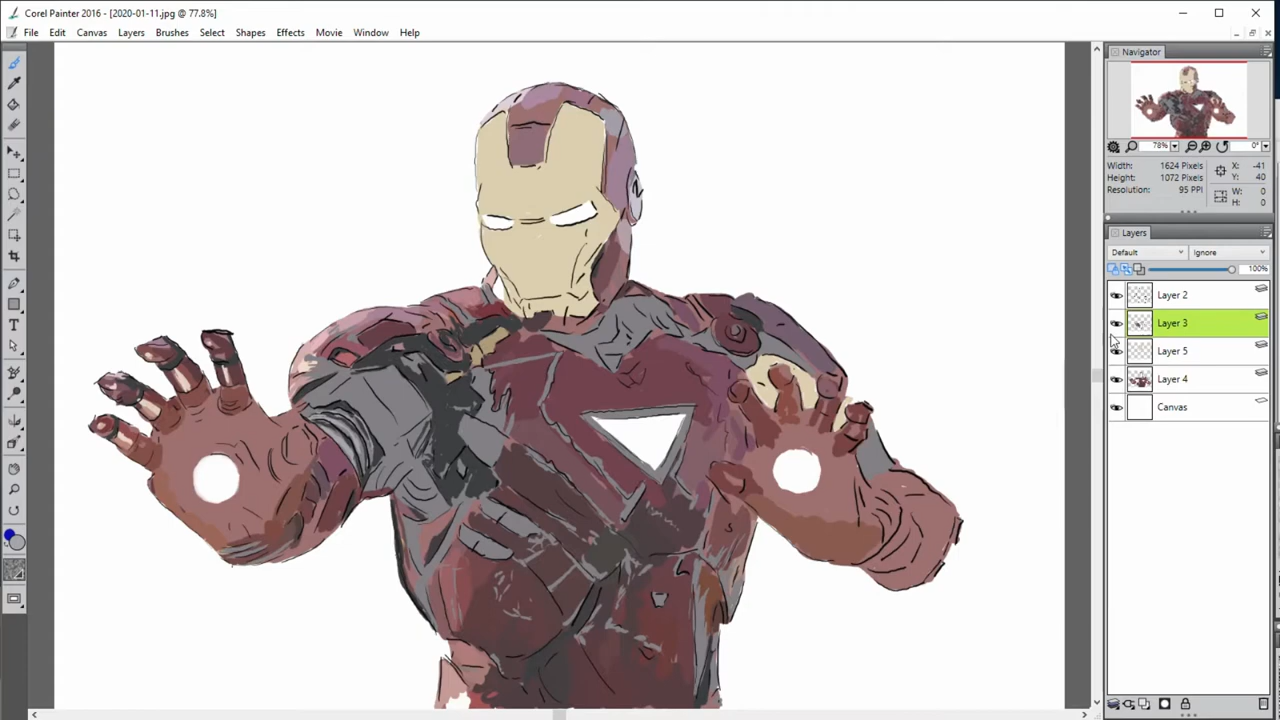 Corel Painter 2016 - [2020-01-11.jpg @ 77.8%]
File Edit Canvas Layers Brushes Select Shapes Effects Movie Window Help
Navigator
78% 0°
Width: 1624 Pixels X: -41
Height: 1072 Pixels Y: 40
Resolution: 95 PPI W: 0
H: 0
Layers
Default Ignore
100%
Layer 2
Layer 3
Layer 5
Layer 4
Canvas